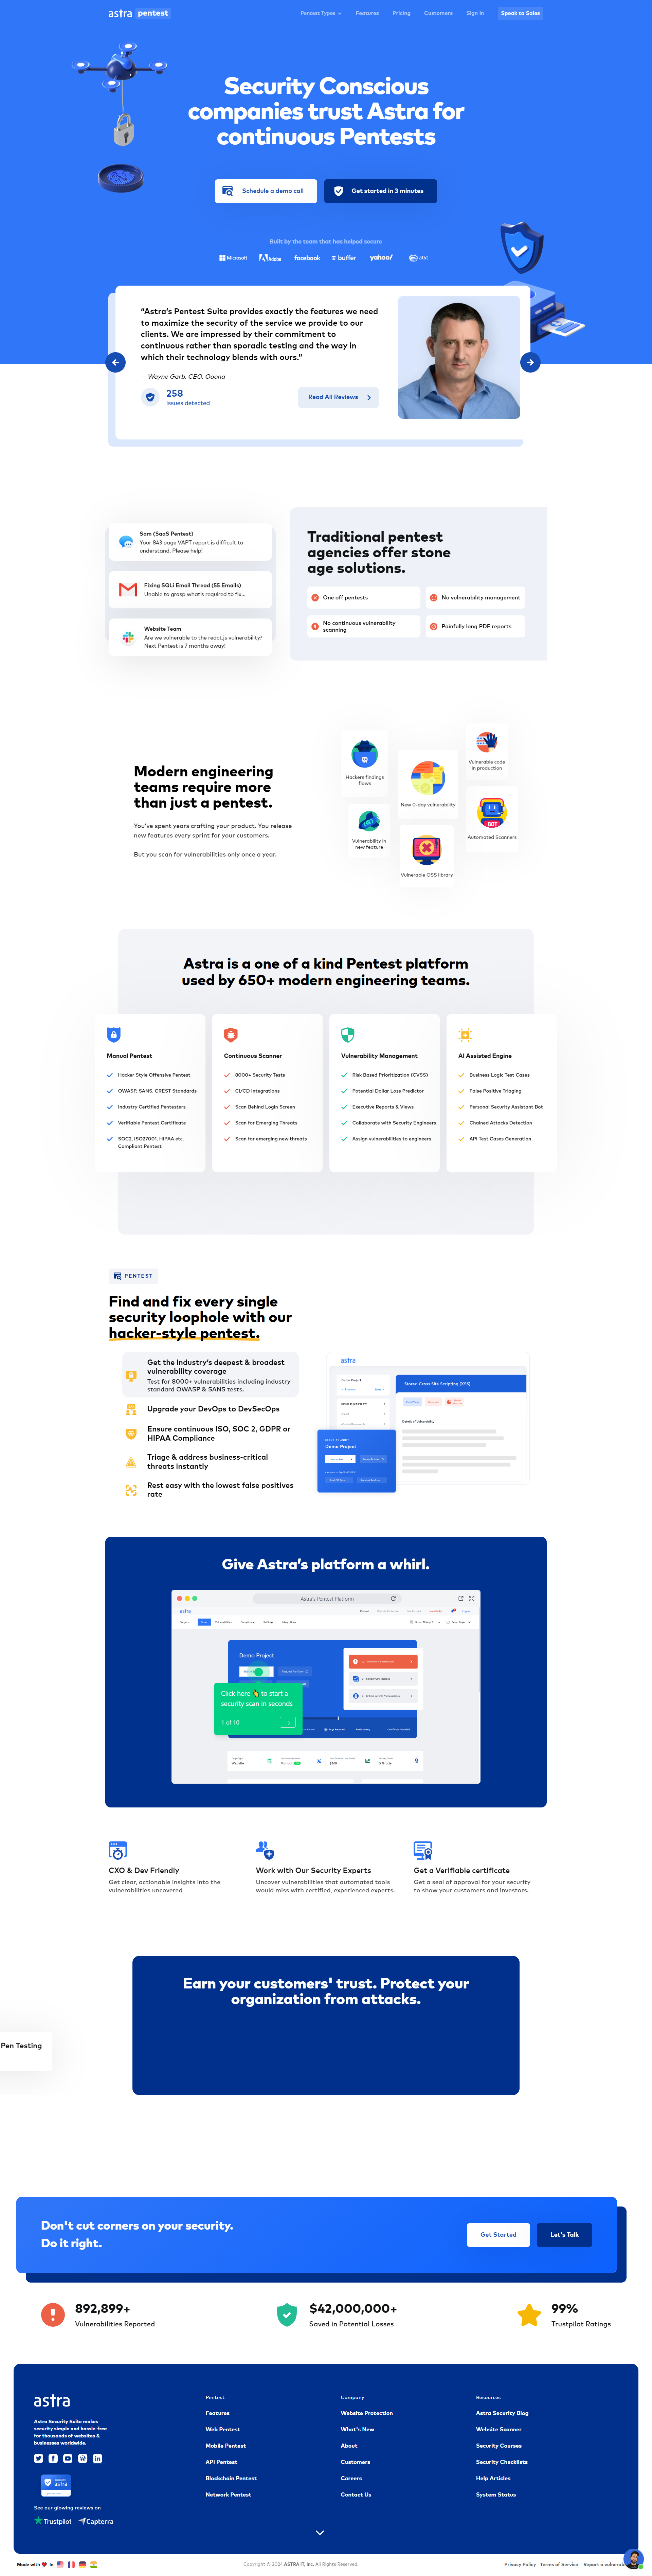 astra pentest
Pentest Types Features Pricing Customers Sign In Speak to Sales
Security Conscious
companies trust Astra for
continuous Pentests
Schedule a demo call
Get started in 3 minutes
Built by the team that has helped secure
Microsoft Adobe facebook buffer yahoo! at&t
"Astra's Pentest Suite provides exactly the features we need
to maximize the security of the service we provide to our
clients. We are impressed by their commitment to
continuous rather than sporadic testing and the way in
which their technology blends with ours."
— Wayne Garb, CEO, Ooona
258
Issues detected
Read All Reviews
Sam (SaaS Pentest)
Your 843 page VAPT report is difficult to
understand. Please help!
Fixing SQLi Email Thread (55 Emails)
Unable to grasp what's required to fix...
Website Team
Are we vulnerable to the react.js vulnerability?
Next Pentest is 7 months away!
Traditional pentest
agencies offer stone
age solutions.
One off pentests
No vulnerability management
No continuous vulnerability
scanning
Painfully long PDF reports
Modern engineering
teams require more
than just a pentest.
You've spent years crafting your product. You release
new features every sprint for your customers.
But you scan for vulnerabilities only once a year.
Hackers findings
flaws
Vulnerability in
new feature
New 0-day vulnerability
Vulnerable OSS library
Vulnerable code
in production
BOT
Automated Scanners
Astra is a one of a kind Pentest platform
used by 650+ modern engineering teams.
Manual Pentest
Hacker Style Offensive Pentest
OWASP, SANS, CREST Standards
Industry Certified Pentesters
Verifiable Pentest Certificate
SOC2, ISO27001, HIPAA etc.
Compliant Pentest
Continuous Scanner
8000+ Security Tests
CI/CD Integrations
Scan Behind Login Screen
Scan for Emerging Threats
Scan for emerging new threats
Vulnerability Management
Risk Based Prioritization (CVSS)
Potential Dollar Loss Predictor
Executive Reports & Views
Collaborate with Security Engineers
Assign vulnerabilities to engineers
AI Assisted Engine
Business Logic Test Cases
False Positive Triaging
Personal Security Assistant Bot
Chained Attacks Detection
API Test Cases Generation
PENTEST
Find and fix every single
security loophole with our
hacker-style pentest.
Get the industry's deepest & broadest
vulnerability coverage
Test for 8000+ vulnerabilities including industry
standard OWASP & SANS tests.
Upgrade your DevOps to DevSecOps
Ensure continuous ISO, SOC 2, GDPR or
HIPAA Compliance
Triage & address business-critical
threats instantly
Rest easy with the lowest false positives
rate
astra
Demo Project
Stored Cross Site Scripting (XSS)
Details of Vulnerability
Demo Project
Give Astra's platform a whirl.
Astra's Pentest Platform
astra
Demo Project
Click here to start a
security scan in seconds
1 of 10
CXO & Dev Friendly
Get clear, actionable insights into the
vulnerabilities uncovered
Work with Our Security Experts
Uncover vulnerabilities that automated tools
would miss with certified, experienced experts.
Get a Verifiable certificate
Get a seal of approval for your security
to show your customers and investors.
Earn your customers' trust. Protect your
organization from attacks.
Pen Testing
Don't cut corners on your security.
Do it right.
Get Started
Let's Talk
892,899+
Vulnerabilities Reported
$42,000,000+
Saved in Potential Losses
99%
Trustpilot Ratings
astra
Astra Security Suite makes
security simple and hassle-free
for thousands of websites &
businesses worldwide.
astra
See our glowing reviews on
Trustpilot Capterra
Pentest
Features
Web Pentest
Mobile Pentest
API Pentest
Blockchain Pentest
Network Pentest
Company
Website Protection
What's New
About
Customers
Careers
Contact Us
Resources
Astra Security Blog
Website Scanner
Security Courses
Security Checklists
Help Articles
System Status
Made with in
Copyright © 2026 ASTRA IT, Inc. All Rights Reserved.
Privacy Policy Terms of Service Report a